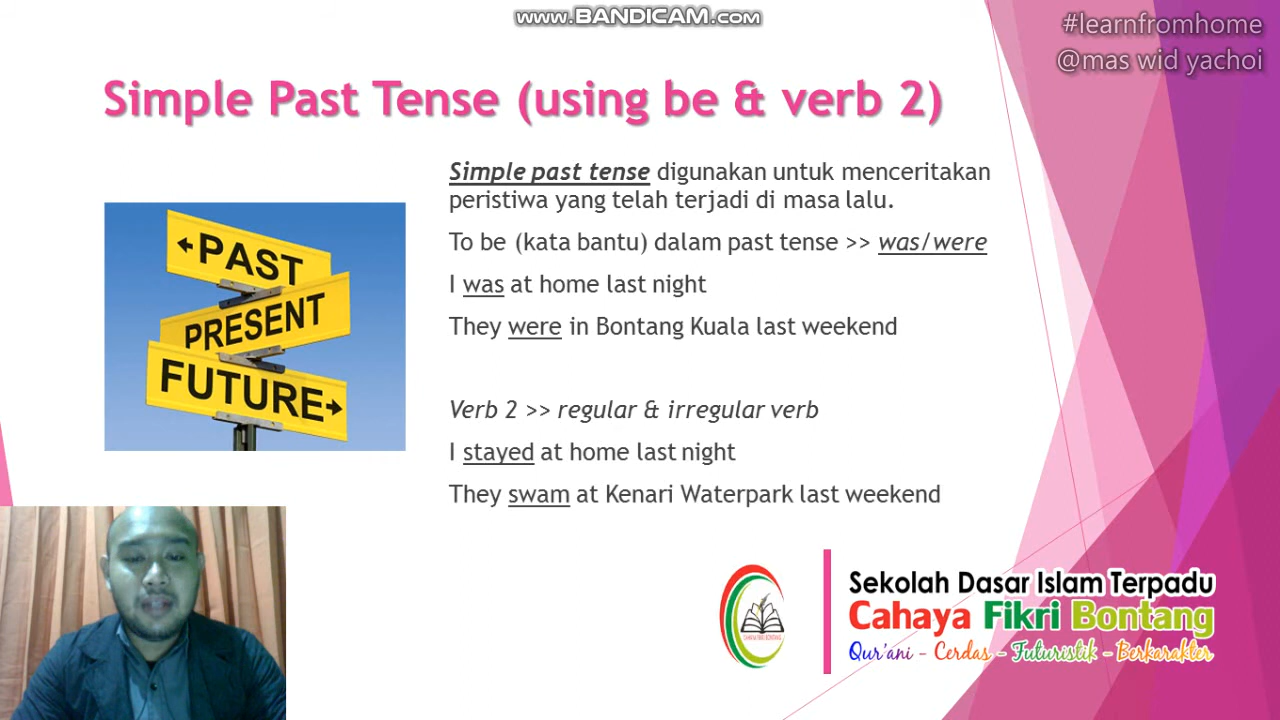 www.BANDICAM.com
#learnfromhome
@mas wid yachoi
Simple Past Tense (using be & verb 2)
Simple past tense digunakan untuk menceritakan
peristiwa yang telah terjadi di masa lalu.
To be (kata bantu) dalam past tense >> was/were
I was at home last night
They were in Bontang Kuala last weekend
Verb 2 >> regular & irregular verb
I stayed at home last night
They swam at Kenari Waterpark last weekend
PAST
PRESENT
FUTURE
Sekolah Dasar Islam Terpadu
Cahaya Fikri Bontang
Qur'ani - Cerdas - Futuristik - Berkarakter